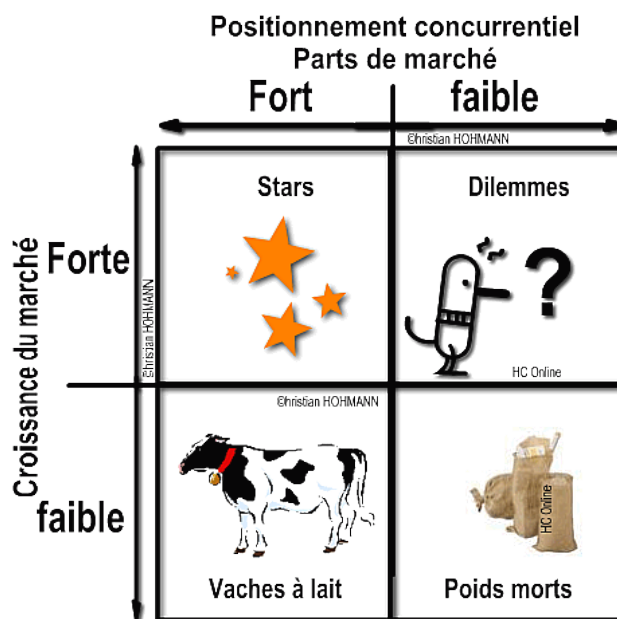 Positionnement concurrentiel
Parts de marché
Fort faible
©hristian HOHMANN
Stars Dilemmes
Croissance du marché
Forte
©hristian HOHMANN
?
HC Online
©hristian HOHMANN
faible
HC Online
Vaches à lait Poids morts